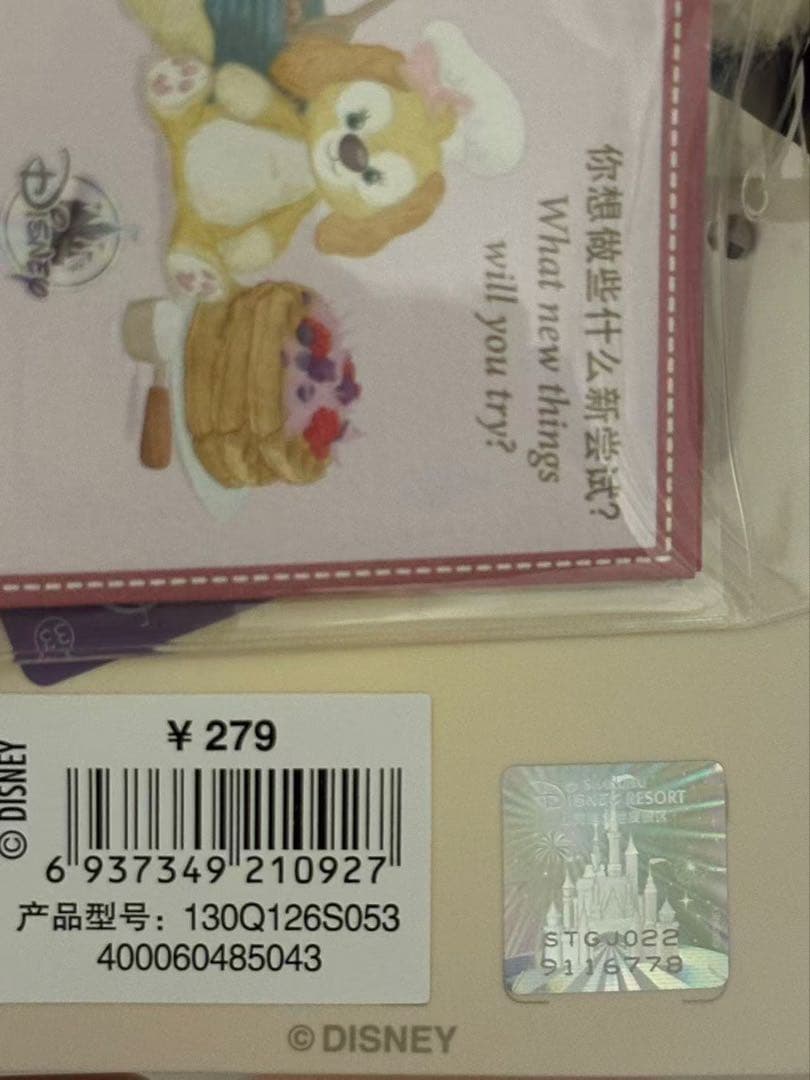 你想做些什么新尝试?
What new things
will you try?
Disney
© DISNEY
¥ 279
6 937349 210927
产品型号：130Q126S053
400060485043
DISNEY RESORT
STGJ022
9116778
© DISNEY